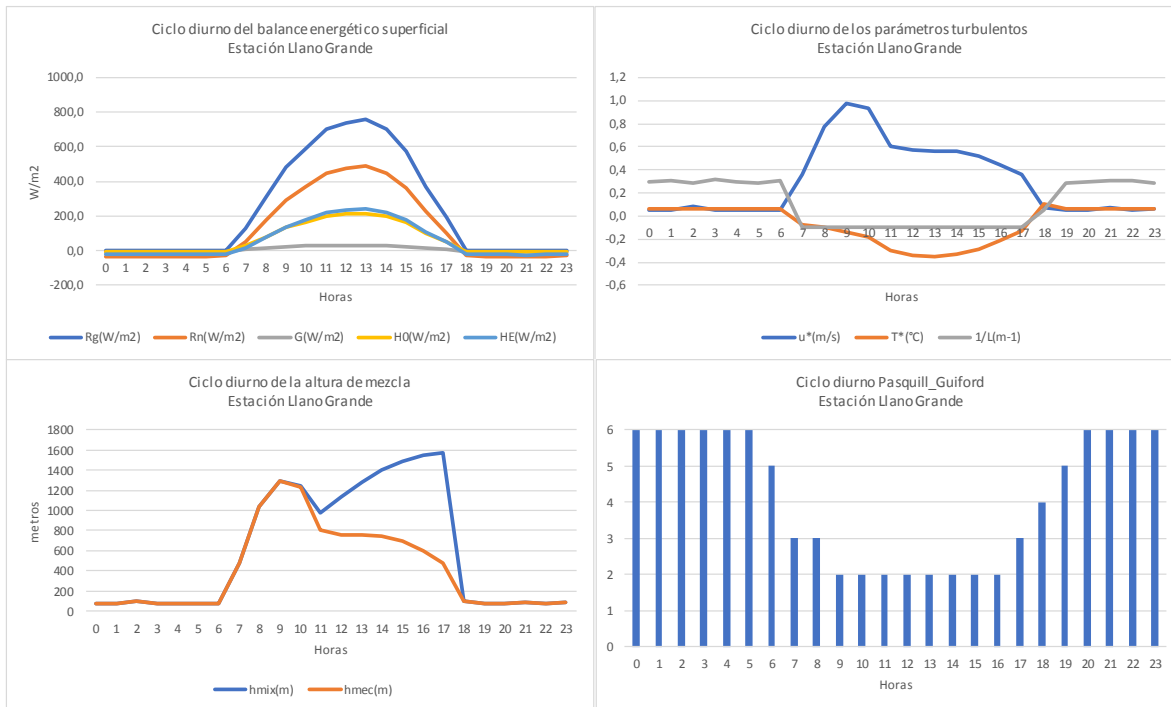 Ciclo diurno del balance energético superficial
Estación Llano Grande
1000,0
800,0
600,0
400,0
200,0
0,0
-200,0
W/m2
0 1 2 3 4 5 6 7 8 9 10 11 12 13 14 15 16 17 18 19 20 21 22 23
Horas
Rg(W/m2) Rn(W/m2) G(W/m2) H0(W/m2) HE(W/m2)
Ciclo diurno de los parámetros turbulentos
Estación Llano Grande
1,2
1,0
0,8
0,6
0,4
0,2
0,0
-0,2
-0,4
-0,6
0 1 2 3 4 5 6 7 8 9 10 11 12 13 14 15 16 17 18 19 20 21 22 23
Horas
u*(m/s) T*(°C) 1/L(m-1)
Ciclo diurno de la altura de mezcla
Estación Llano Grande
1800
1600
1400
1200
1000
800
600
400
200
0
metros
0 1 2 3 4 5 6 7 8 9 10 11 12 13 14 15 16 17 18 19 20 21 22 23
Horas
hmix(m) hmec(m)
Ciclo diurno Pasquill_Guiford
Estación Llano Grande
6
5
4
3
2
1
0
0 1 2 3 4 5 6 7 8 9 10 11 12 13 14 15 16 17 18 19 20 21 22 23
Horas